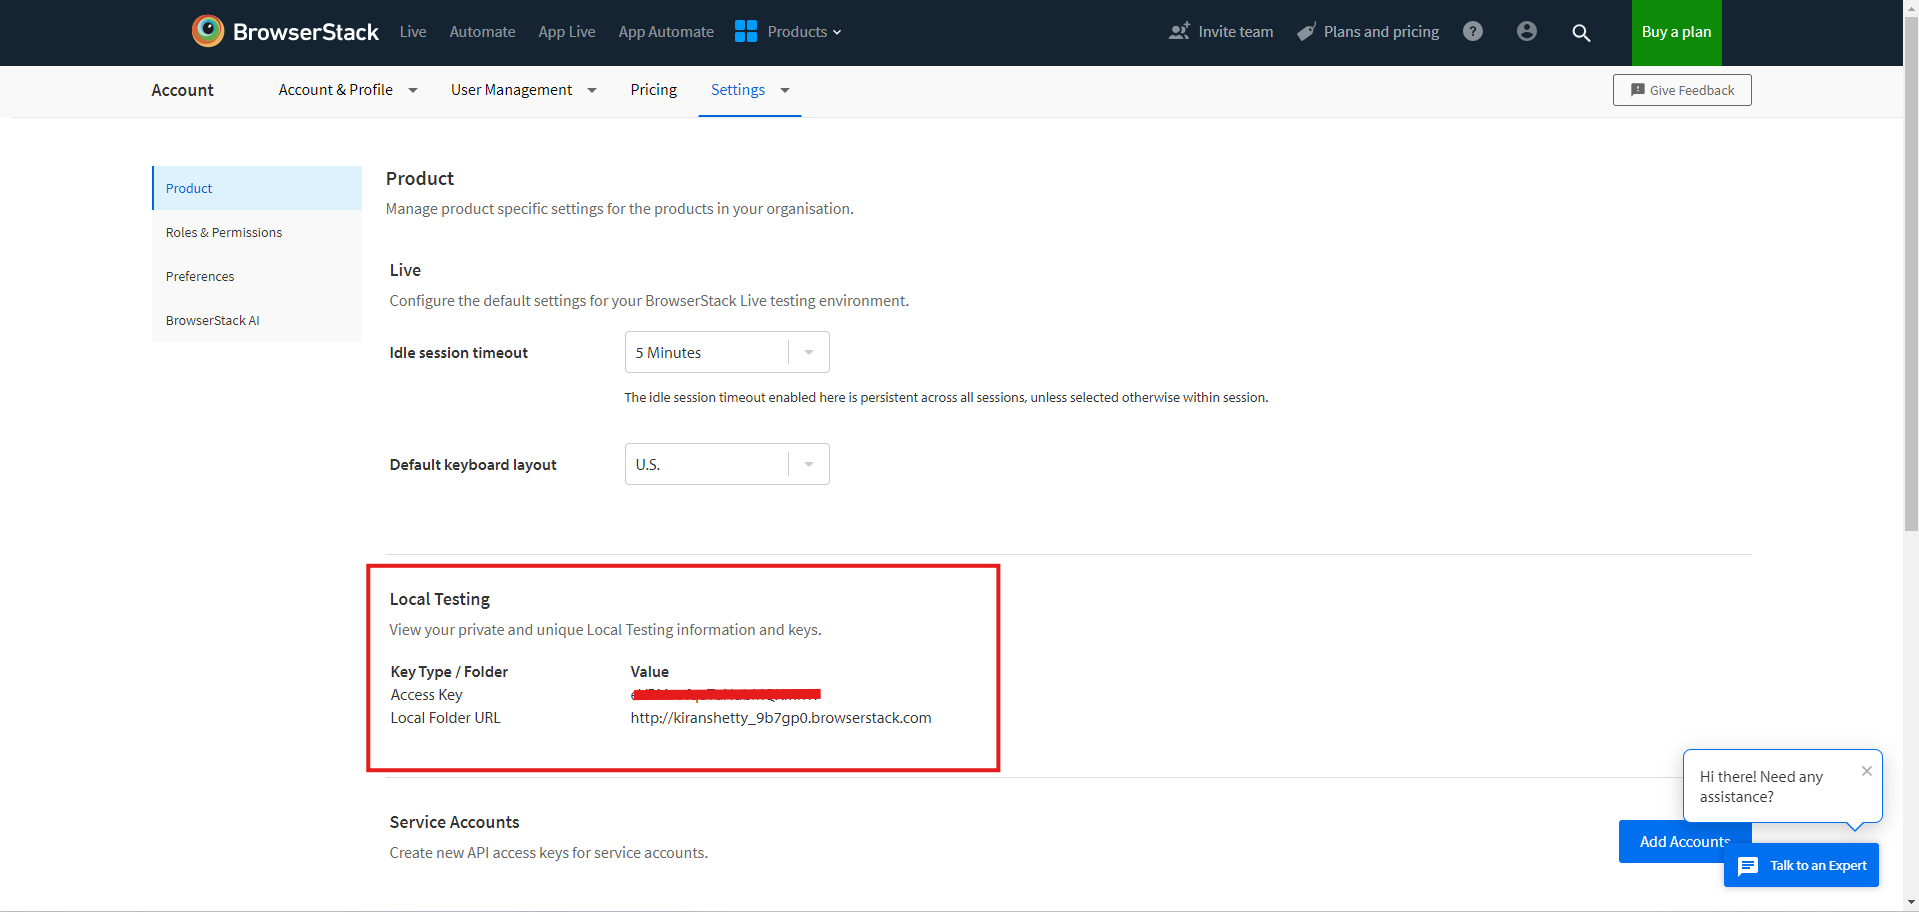 BrowserStack Live Automate App Live App Automate Products Invite team Plans and pricing ? Buy a plan
Account Account & Profile User Management Pricing Settings Give Feedback
Product
Roles & Permissions
Preferences
BrowserStack AI
Product
Manage product specific settings for the products in your organisation.
Live
Configure the default settings for your BrowserStack Live testing environment.
Idle session timeout 5 Minutes
The idle session timeout enabled here is persistent across all sessions, unless selected otherwise within session.
Default keyboard layout U.S.
Local Testing
View your private and unique Local Testing information and keys.
Key Type / Folder Value
Access Key
Local Folder URL http://kiranshetty_9b7gp0.browserstack.com
Service Accounts
Create new API access keys for service accounts.
Add Accounts
Hi there! Need any
assistance?
Talk to an Expert